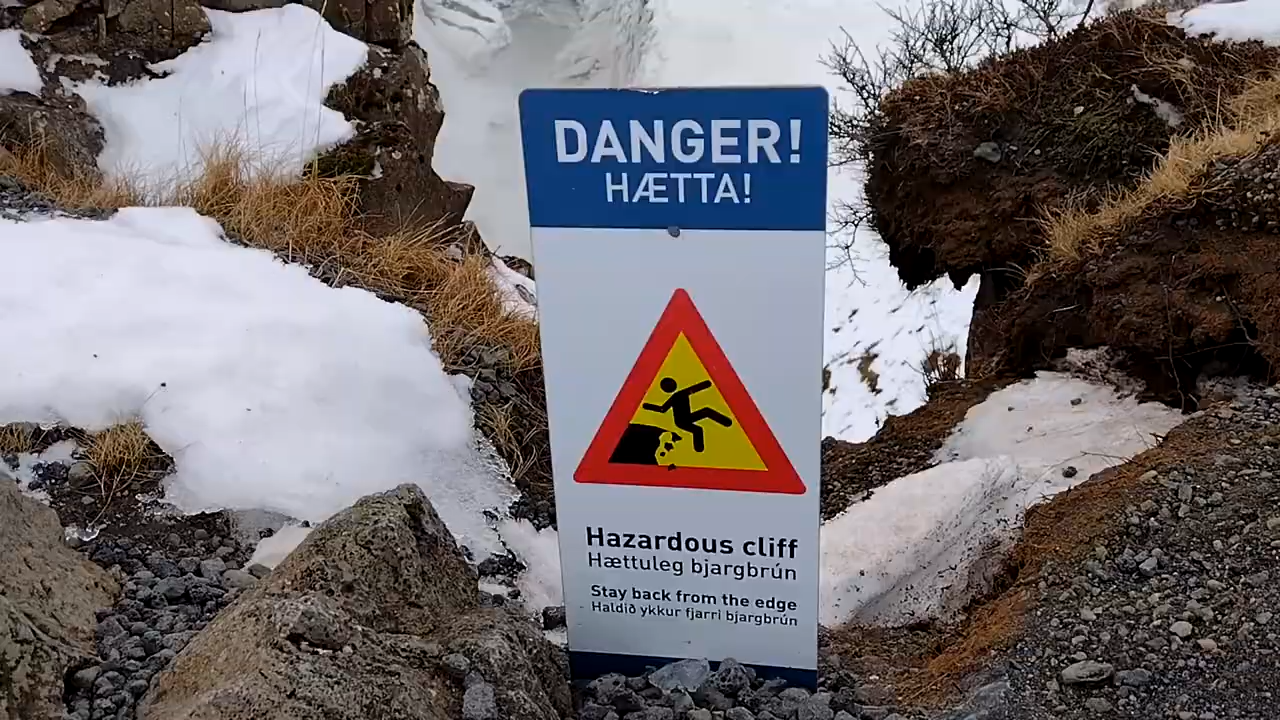 DANGER!
HÆTTA!
Hazardous cliff
Hættuleg bjargbrún
Stay back from the edge
Haldið ykkur fjarri bjargbrún